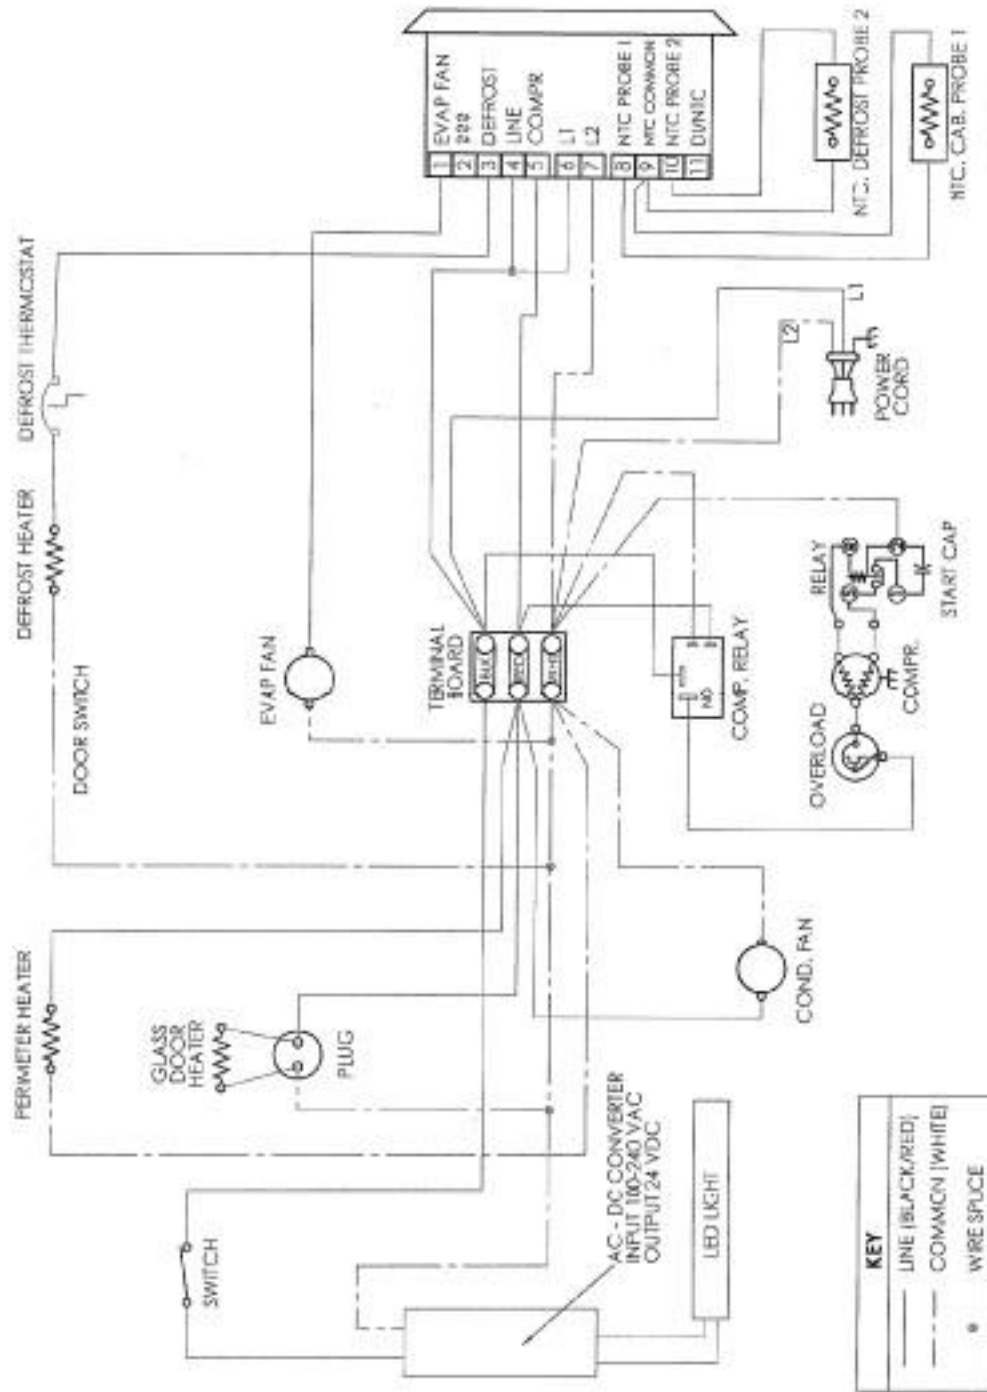 PERIMETER HEATER
DOOR SWITCH
DEFROST HEATER
DEFROST THERMOSTAT
GLASS
DOOR
HEATER
PLUG
EVAP FAN
SWITCH
TERMINAL
BOARD
BLK
RED
WHT
1 EVAP FAN
2
3 DEFROST
4 LINE
5 COMPR
6 L1
7 L2
8 NTC PROBE 1
9 NTC COMMON
10 NTC PROBE 2
11 DI/NTC
NTC. DEFROST PROBE 2
NTC. CAB. PROBE 1
L1
L2
POWER
CORD
NO
COMP. RELAY
RELAY
START CAP
COMPR.
OVERLOAD
COND. FAN
AC - DC CONVERTER
INPUT 100-240 VAC
OUTPUT 24 VDC
LED LIGHT
KEY
LINE (BLACK/RED)
COMMON (WHITE)
WIRE SPLICE